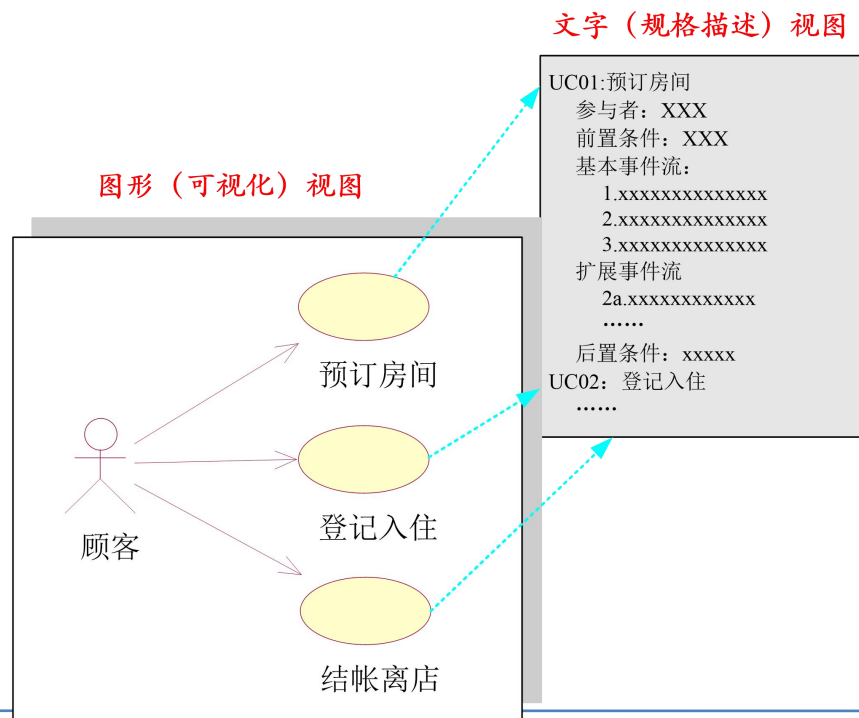 文字（规格描述）视图
UC01:预订房间
参与者：XXX
前置条件：XXX
基本事件流：
1.xxxxxxxxxxxxxx
2.xxxxxxxxxxxxxx
3.xxxxxxxxxxxxxx
扩展事件流
2a.xxxxxxxxxxxx
……
后置条件：xxxxx
UC02：登记入住
……
图形（可视化）视图
预订房间
登记入住
顾客
结帐离店